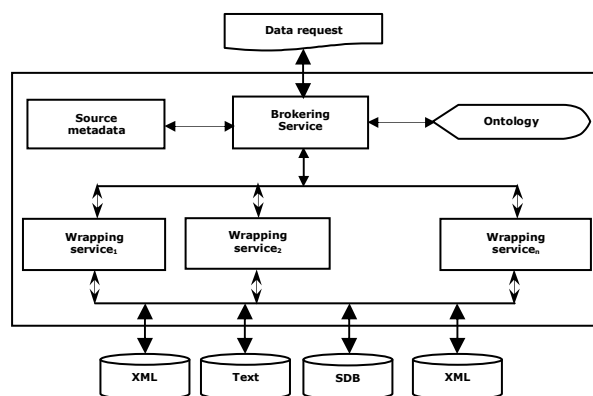 Data request
Source
metadata
Brokering
Service
Ontology
Wrapping
service₁
Wrapping
service₂
Wrapping
serviceₙ
XML
Text
SDB
XML